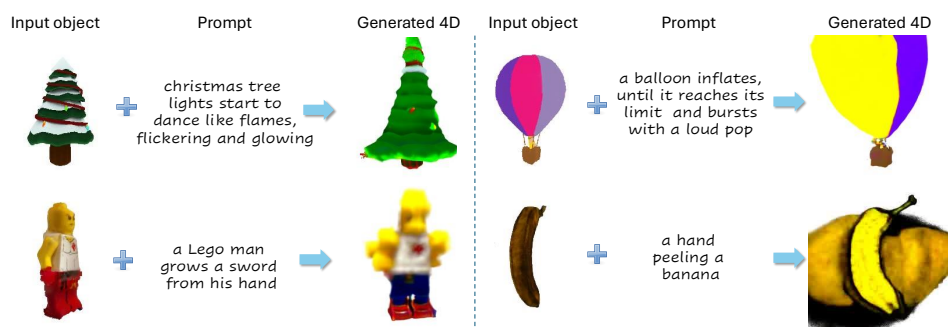 Input object
Prompt
Generated 4D
christmas tree
lights start to
dance like flames,
flickering and glowing
a Lego man
grows a sword
from his hand
Input object
Prompt
Generated 4D
a balloon inflates,
until it reaches its
limit and bursts
with a loud pop
a hand
peeling a
banana